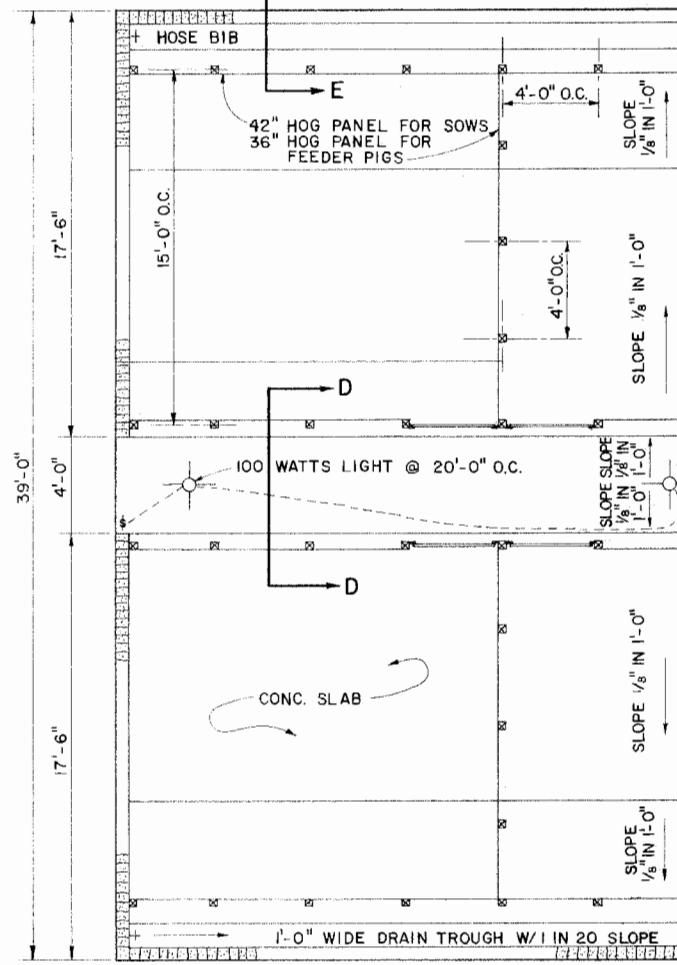 HOSE BIB
E
4'-0" O.C.
42" HOG PANEL FOR SOWS
36" HOG PANEL FOR
FEEDER PIGS
SLOPE
1/8" IN 1'-0"
17'-6"
15'-0" O.C.
4'-0" O.C.
SLOPE 1/8" IN 1'-0"
D
39'-0"
4'-0"
100 WATTS LIGHT @ 20'-0" O.C.
SLOPE SLOPE
1/8" IN 1/8" IN
1'-0" 1'-0"
$
D
17'-6"
CONC. SLAB
SLOPE 1/8" IN 1'-0"
SLOPE
1/8" IN 1'-0"
1'-0" WIDE DRAIN TROUGH W/1 IN 20 SLOPE